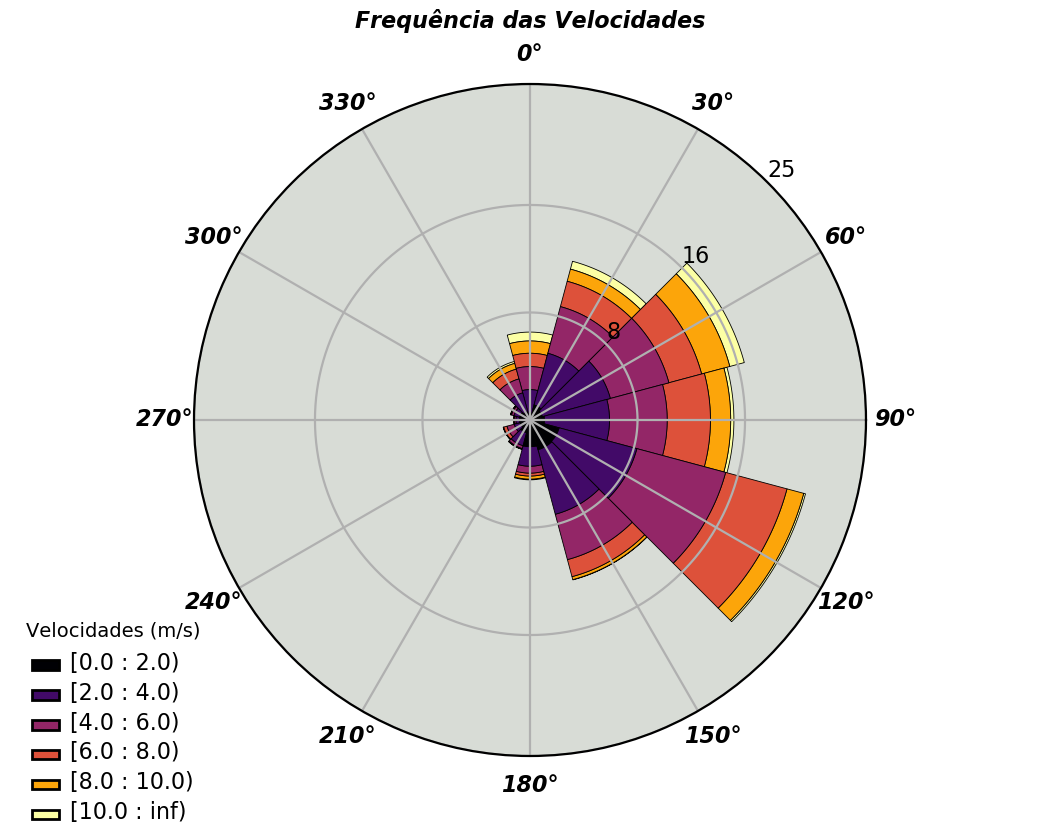 Frequência das Velocidades
0°
330°
30°
25
300°
60°
16
8
270°
90°
240°
120°
210°
150°
180°
Velocidades (m/s)
[0.0 : 2.0)
[2.0 : 4.0)
[4.0 : 6.0)
[6.0 : 8.0)
[8.0 : 10.0)
[10.0 : inf)